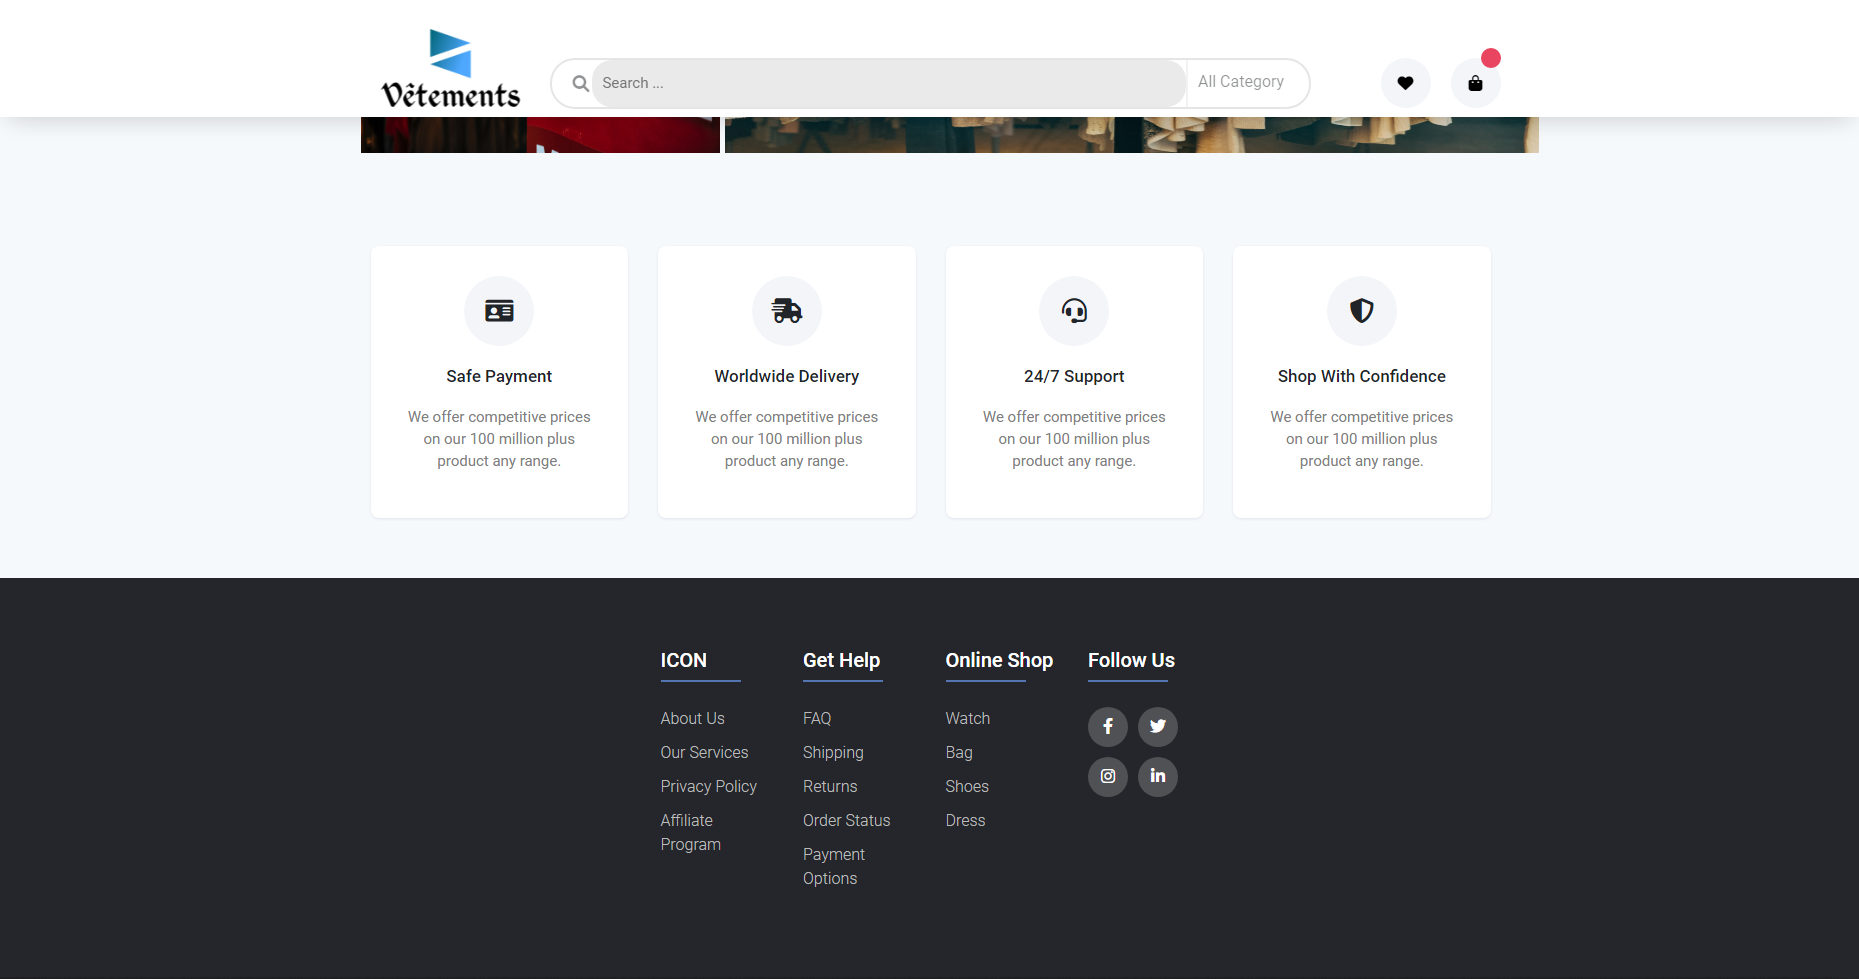 Vêtements
Search ...
All Category
Safe Payment
We offer competitive prices
on our 100 million plus
product any range.
Worldwide Delivery
We offer competitive prices
on our 100 million plus
product any range.
24/7 Support
We offer competitive prices
on our 100 million plus
product any range.
Shop With Confidence
We offer competitive prices
on our 100 million plus
product any range.
ICON
About Us
Our Services
Privacy Policy
Affiliate
Program
Get Help
FAQ
Shipping
Returns
Order Status
Payment
Options
Online Shop
Watch
Bag
Shoes
Dress
Follow Us